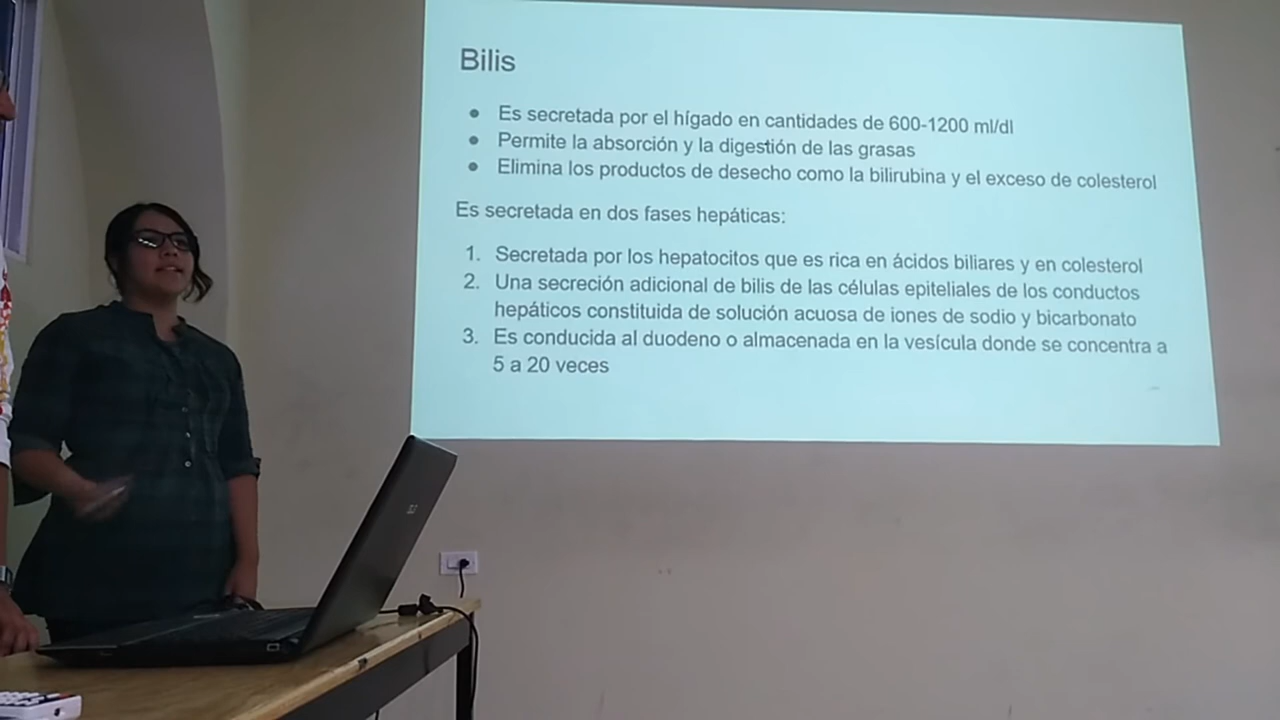 Bilis
● Es secretada por el hígado en cantidades de 600-1200 ml/dl
● Permite la absorción y la digestión de las grasas
● Elimina los productos de desecho como la bilirubina y el exceso de colesterol
Es secretada en dos fases hepáticas:
1. Secretada por los hepatocitos que es rica en ácidos biliares y en colesterol
2. Una secreción adicional de bilis de las células epiteliales de los conductos
hepáticos constituida de solución acuosa de iones de sodio y bicarbonato
3. Es conducida al duodeno o almacenada en la vesícula donde se concentra a
5 a 20 veces